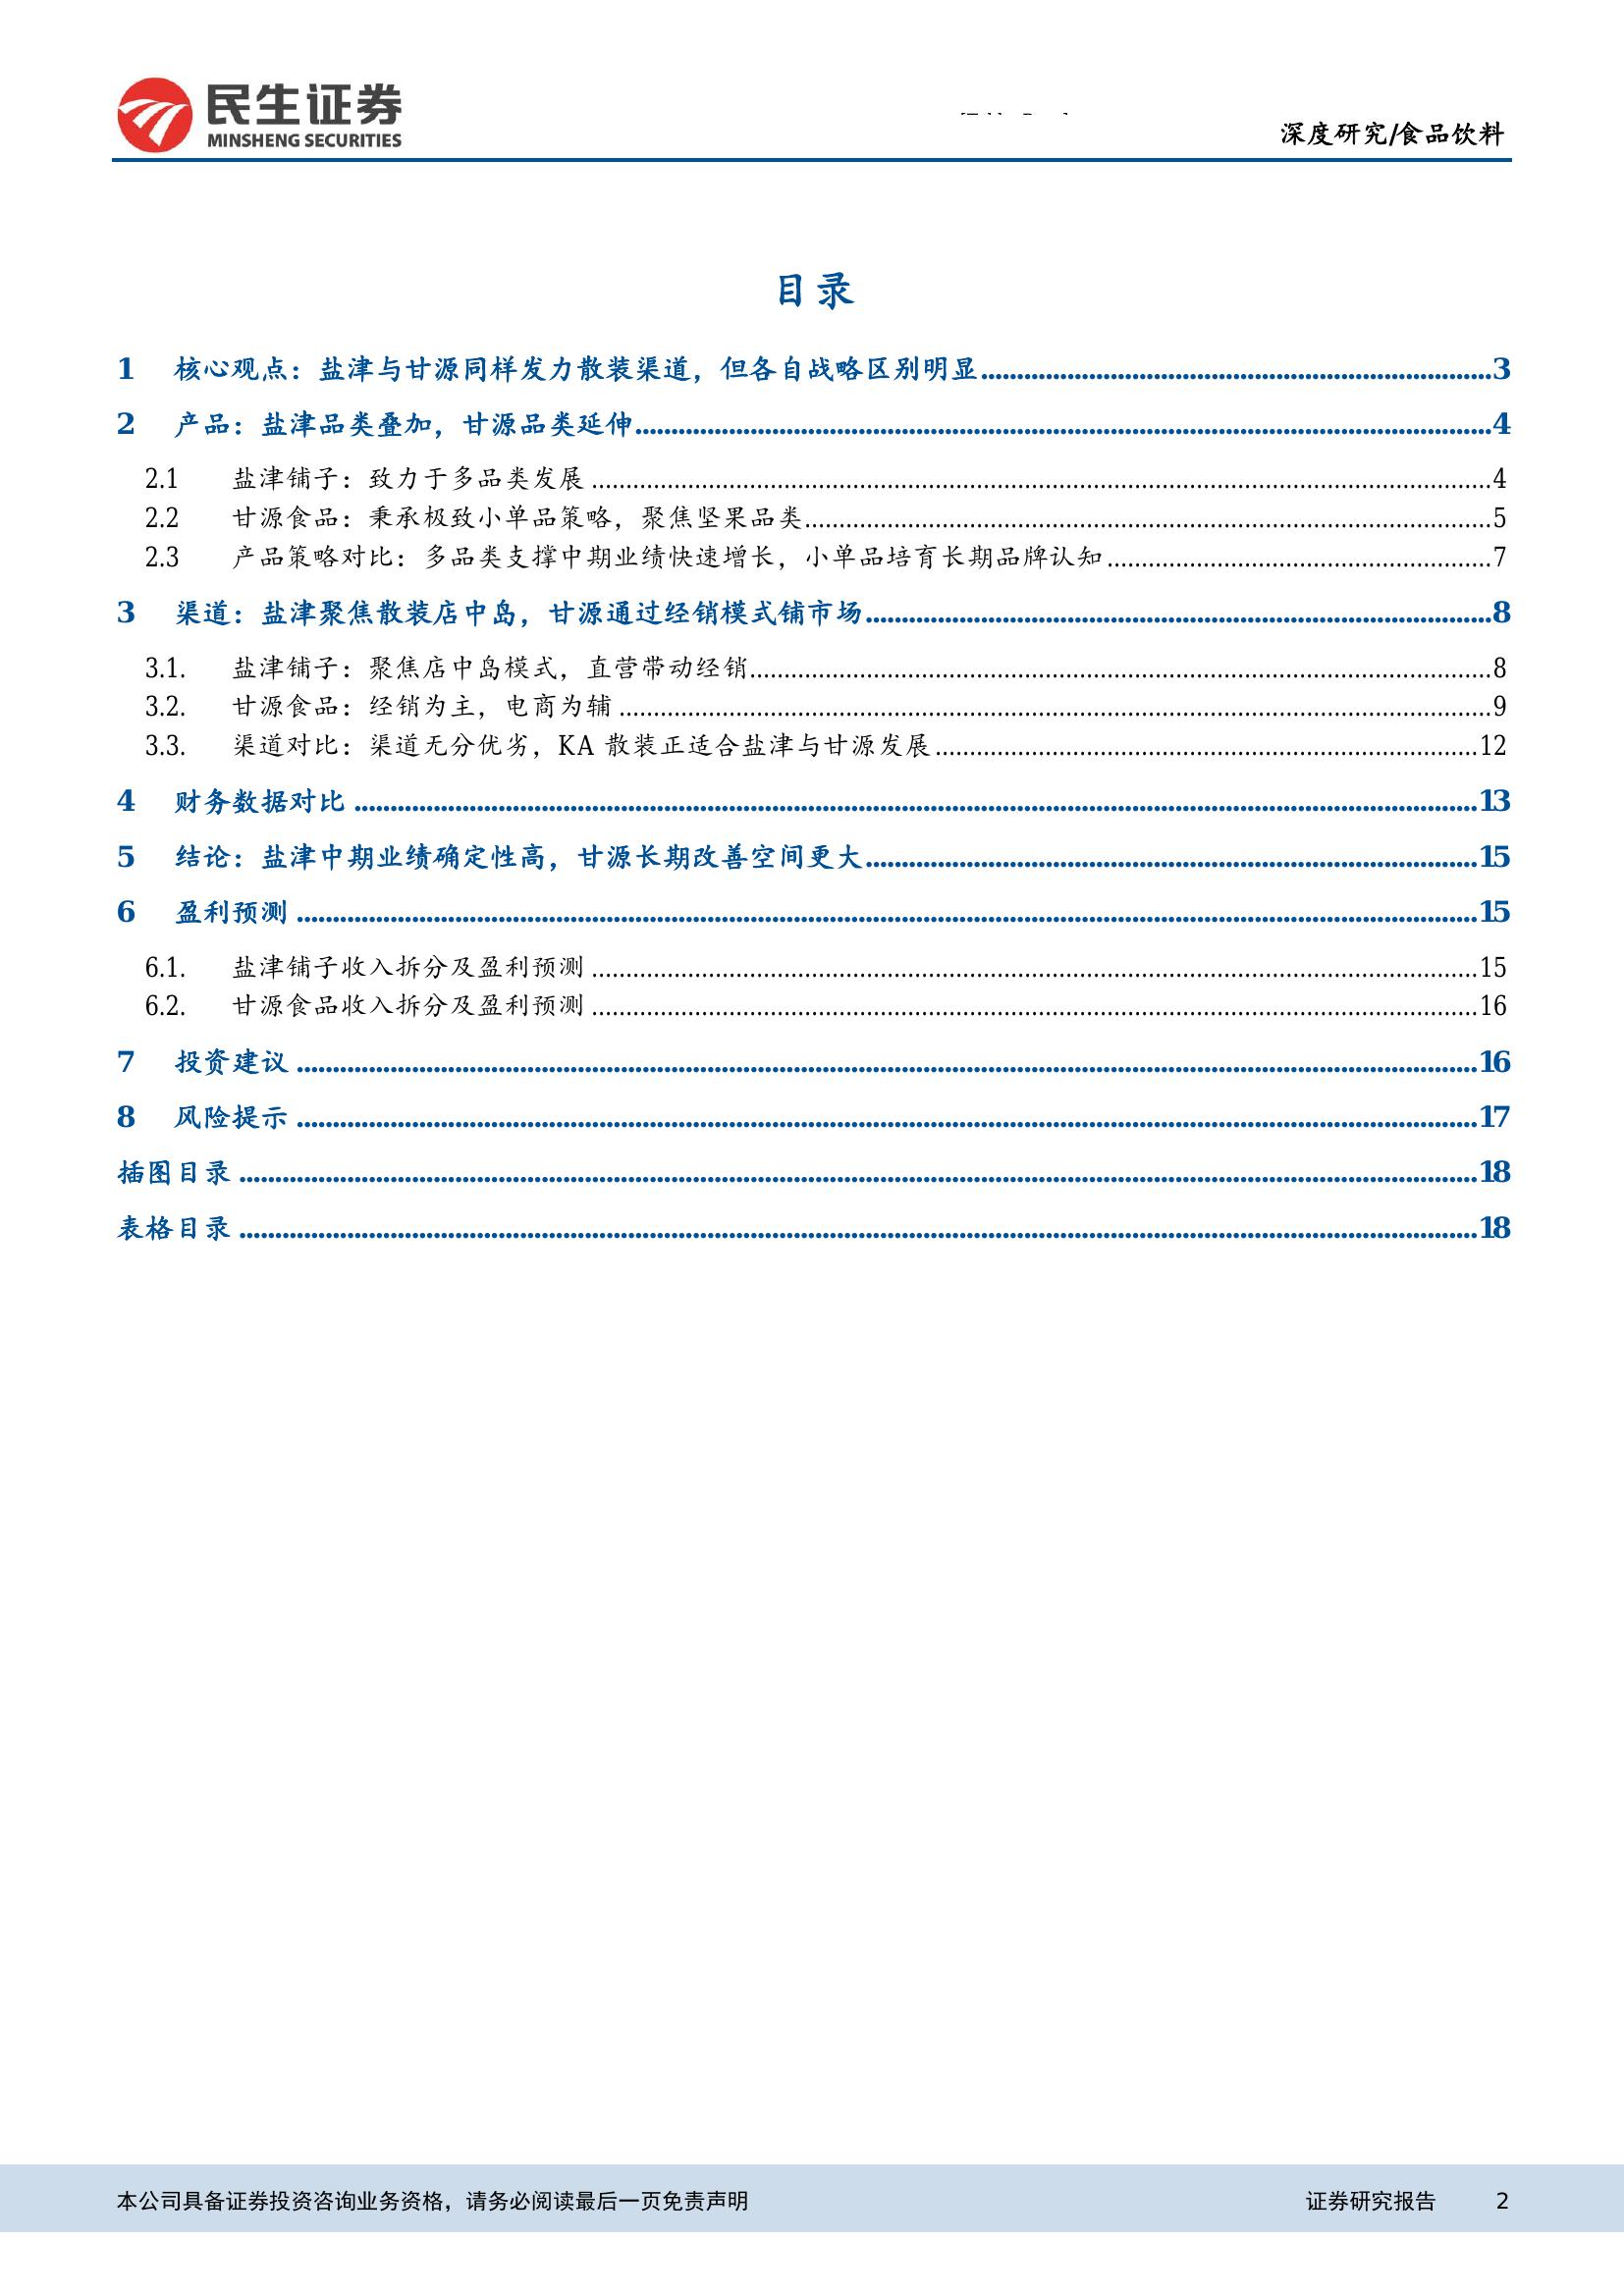 民生证券
MINSHENG SECURITIES
深度研究/食品饮料
目录
1 核心观点：盐津与甘源同样发力散装渠道，但各自战略区别明显........3
2 产品：盐津品类叠加，甘源品类延伸........4
2.1 盐津铺子：致力于多品类发展........4
2.2 甘源食品：秉承极致小单品策略，聚焦坚果品类........5
2.3 产品策略对比：多品类支撑中期业绩快速增长，小单品培育长期品牌认知........7
3 渠道：盐津聚焦散装店中岛，甘源通过经销模式铺市场........8
3.1. 盐津铺子：聚焦店中岛模式，直营带动经销........8
3.2. 甘源食品：经销为主，电商为辅........9
3.3. 渠道对比：渠道无分优劣，KA 散装正适合盐津与甘源发展........12
4 财务数据对比........13
5 结论：盐津中期业绩确定性高，甘源长期改善空间更大........15
6 盈利预测........15
6.1. 盐津铺子收入拆分及盈利预测........15
6.2. 甘源食品收入拆分及盈利预测........16
7 投资建议........16
8 风险提示........17
插图目录........18
表格目录........18
本公司具备证券投资咨询业务资格，请务必阅读最后一页免责声明 证券研究报告 2